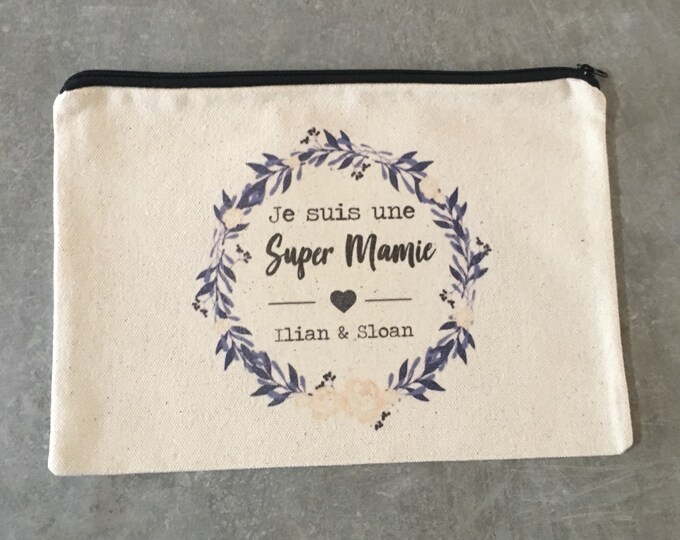 Je suis une
Super Mamie
Ilian & Sloan